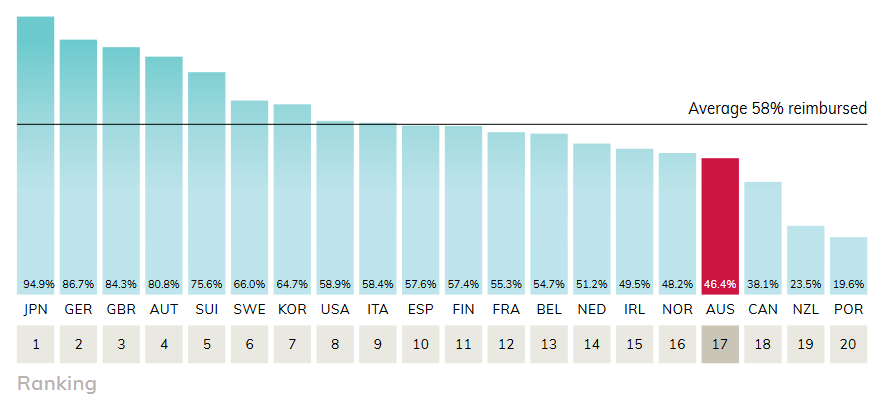 Average 58% reimbursed
94.9% 86.7% 84.3% 80.8% 75.6% 66.0% 64.7% 58.9% 58.4% 57.6% 57.4% 55.3% 54.7% 51.2% 49.5% 48.2% 46.4% 38.1% 23.5% 19.6%
JPN GER GBR AUT SUI SWE KOR USA ITA ESP FIN FRA BEL NED IRL NOR AUS CAN NZL POR
1 2 3 4 5 6 7 8 9 10 11 12 13 14 15 16 17 18 19 20
Ranking